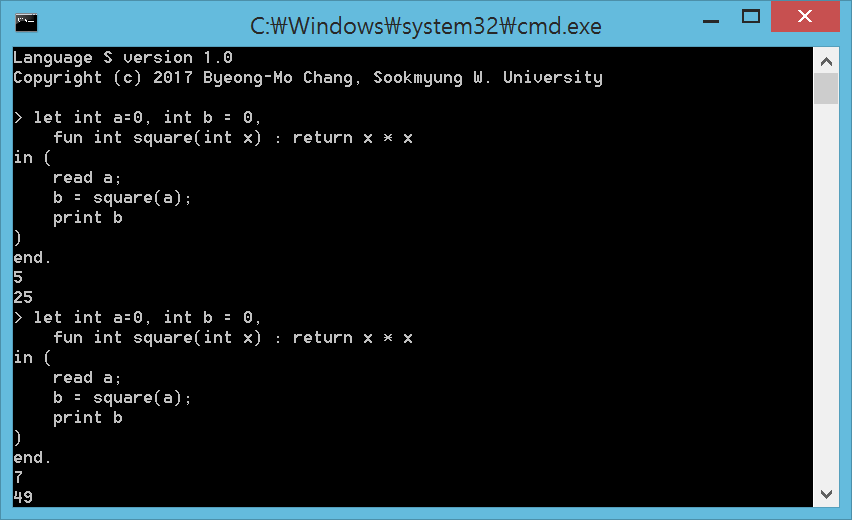 C:₩Windows₩system32₩cmd.exe
Language S version 1.0
Copyright (c) 2017 Byeong-Mo Chang, Sookmyung W. University
> let int a=0, int b = 0,
    fun int square(int x) : return x * x
in (
    read a;
    b = square(a);
    print b
)
end.
5
25
> let int a=0, int b = 0,
    fun int square(int x) : return x * x
in (
    read a;
    b = square(a);
    print b
)
end.
7
49